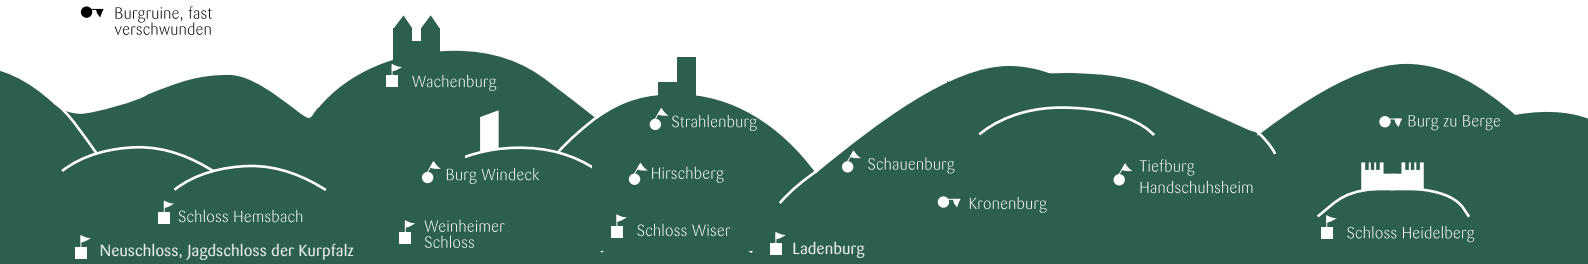 Burgruine, fast
verschwunden
Wachenburg
Strahlenburg
Burg zu Berge
Burg Windeck
Hirschberg
Schauenburg
Tiefburg
Handschuhsheim
Kronenburg
Schloss Hemsbach
Weinheimer
Schloss
Schloss Wiser
Schloss Heidelberg
Neuschloss, Jagdschloss der Kurpfalz
Ladenburg